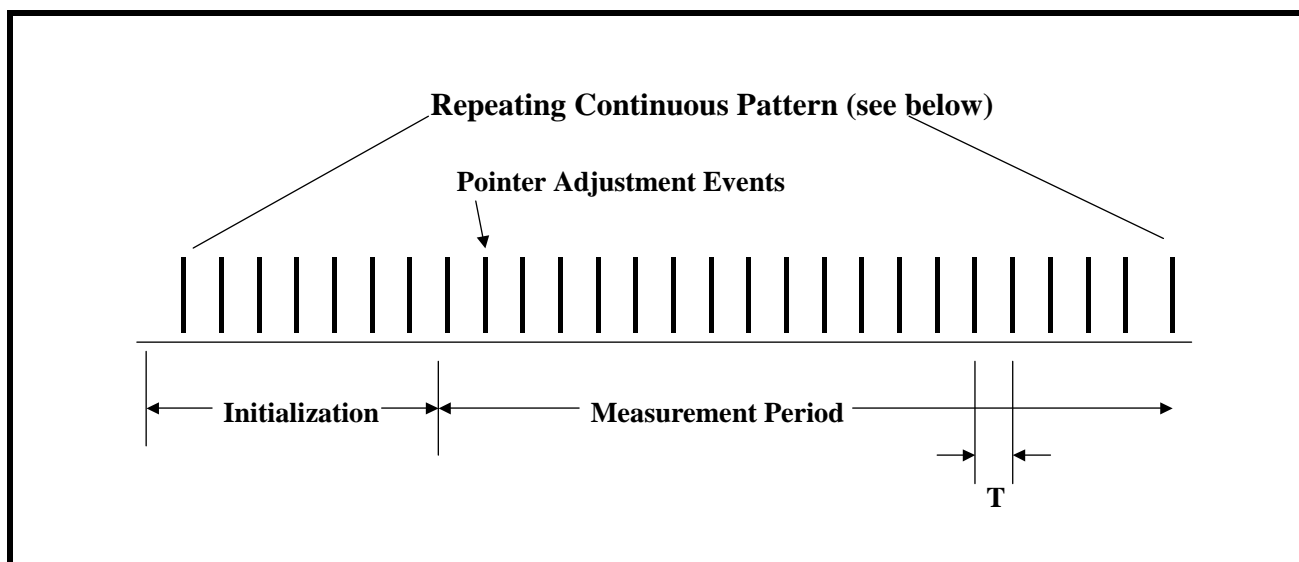 Repeating Continuous Pattern (see below)
Pointer Adjustment Events
Initialization
Measurement Period
T